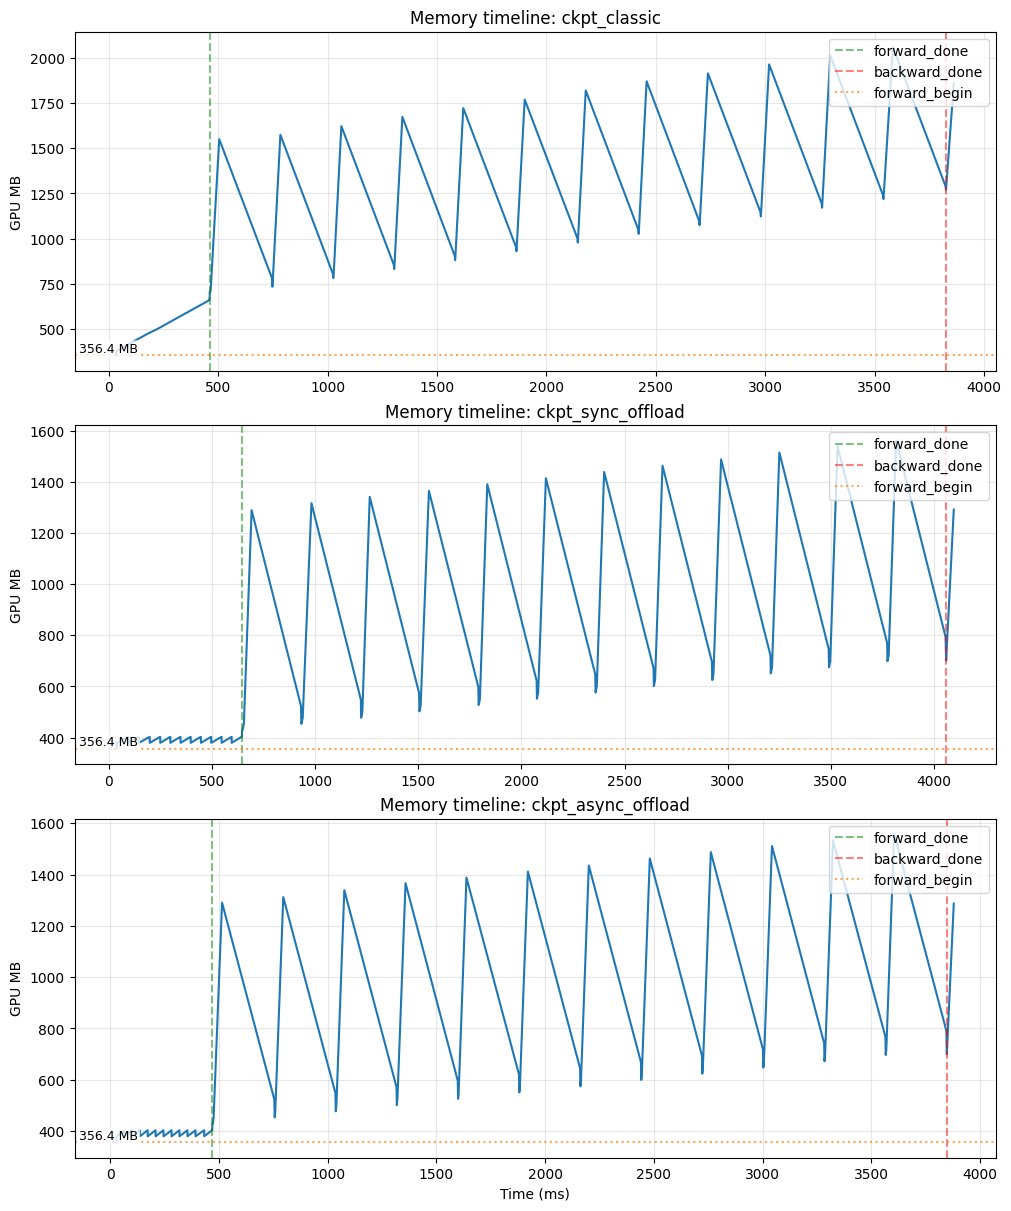 Memory timeline: ckpt_classic
GPU MB
2000
1750
1500
1250
1000
750
500
356.4 MB
forward_done
backward_done
forward_begin
0 500 1000 1500 2000 2500 3000 3500 4000
Memory timeline: ckpt_sync_offload
GPU MB
1600
1400
1200
1000
800
600
400
356.4 MB
forward_done
backward_done
forward_begin
0 500 1000 1500 2000 2500 3000 3500 4000
Memory timeline: ckpt_async_offload
GPU MB
1600
1400
1200
1000
800
600
400
356.4 MB
forward_done
backward_done
forward_begin
0 500 1000 1500 2000 2500 3000 3500 4000
Time (ms)